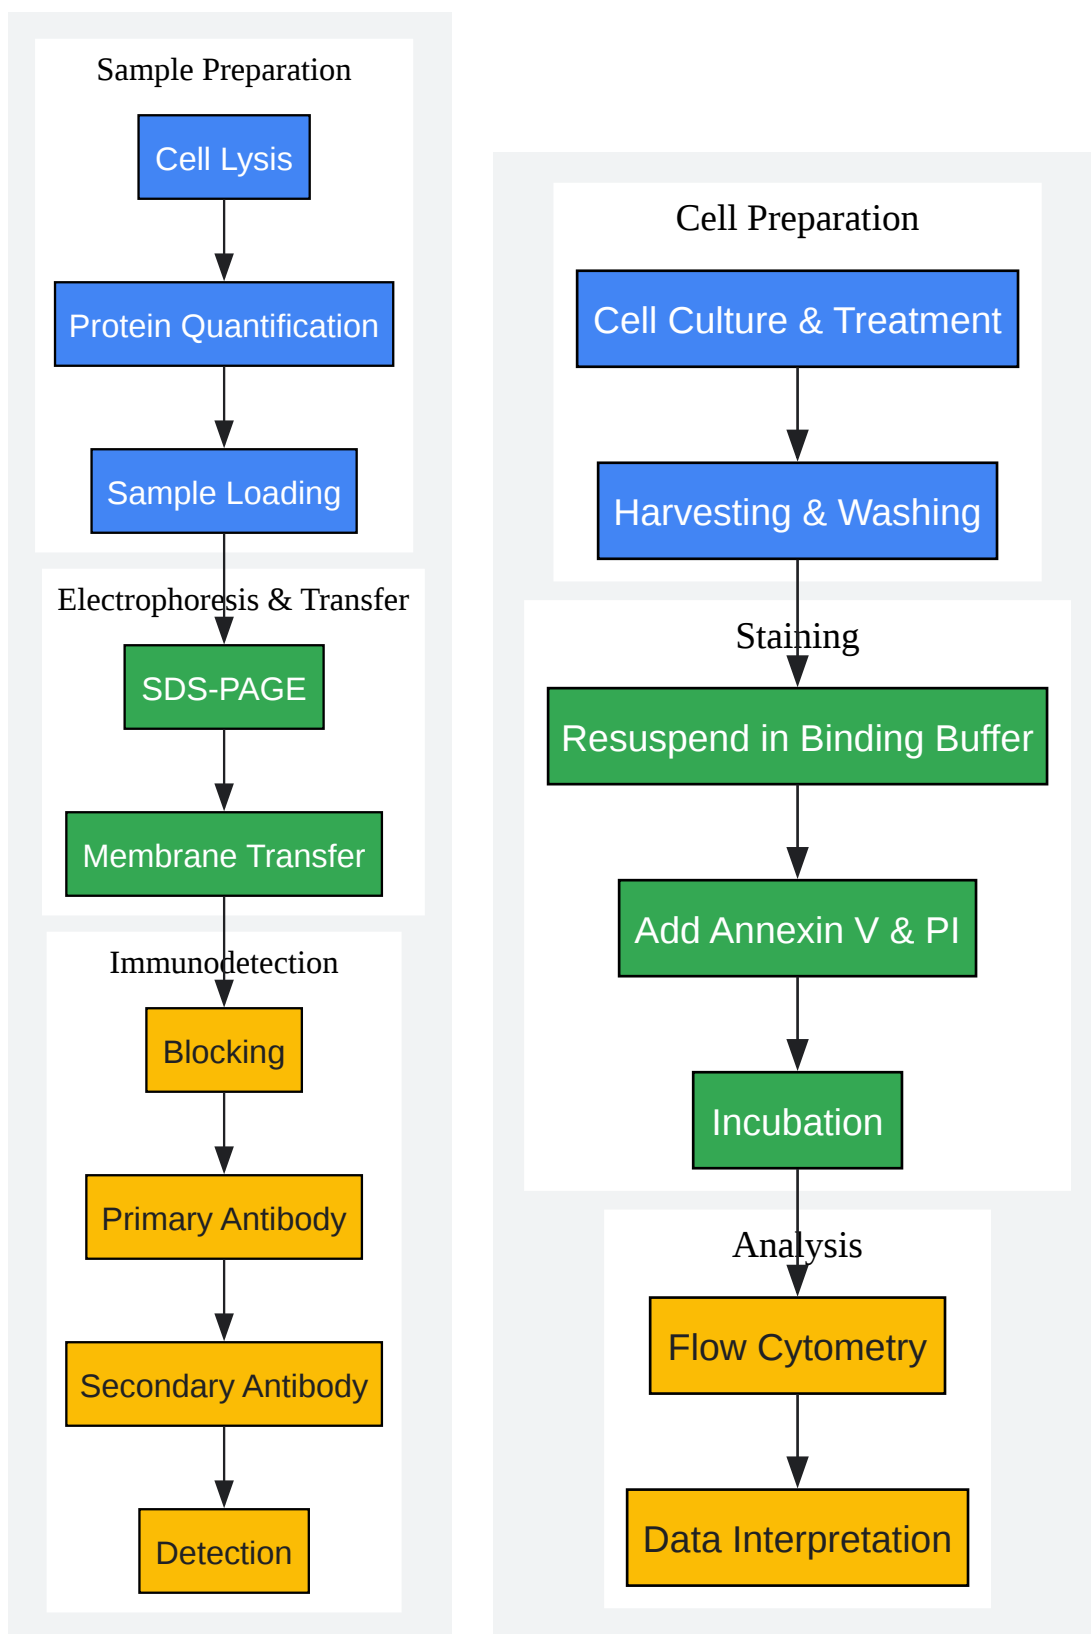 Sample Preparation
Cell Lysis
Protein Quantification
Sample Loading
Electrophoresis & Transfer
SDS-PAGE
Membrane Transfer
Immunodetection
Blocking
Primary Antibody
Secondary Antibody
Detection
Cell Preparation
Cell Culture & Treatment
Harvesting & Washing
Staining
Resuspend in Binding Buffer
Add Annexin V & PI
Incubation
Analysis
Flow Cytometry
Data Interpretation